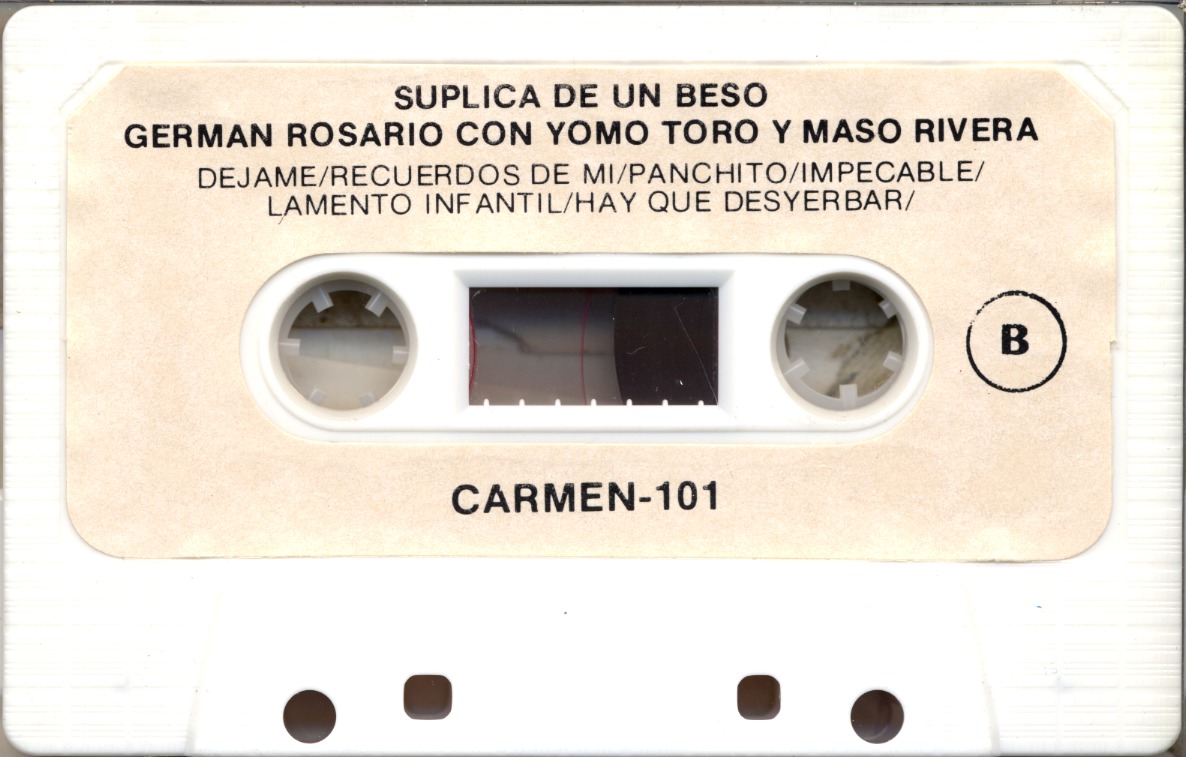 SUPLICA DE UN BESO
GERMAN ROSARIO CON YOMO TORO Y MASO RIVERA
DEJAME/RECUERDOS DE MI/PANCHITO/IMPECABLE/
LAMENTO INFANTIL/HAY QUE DESYERBAR/
B
CARMEN-101